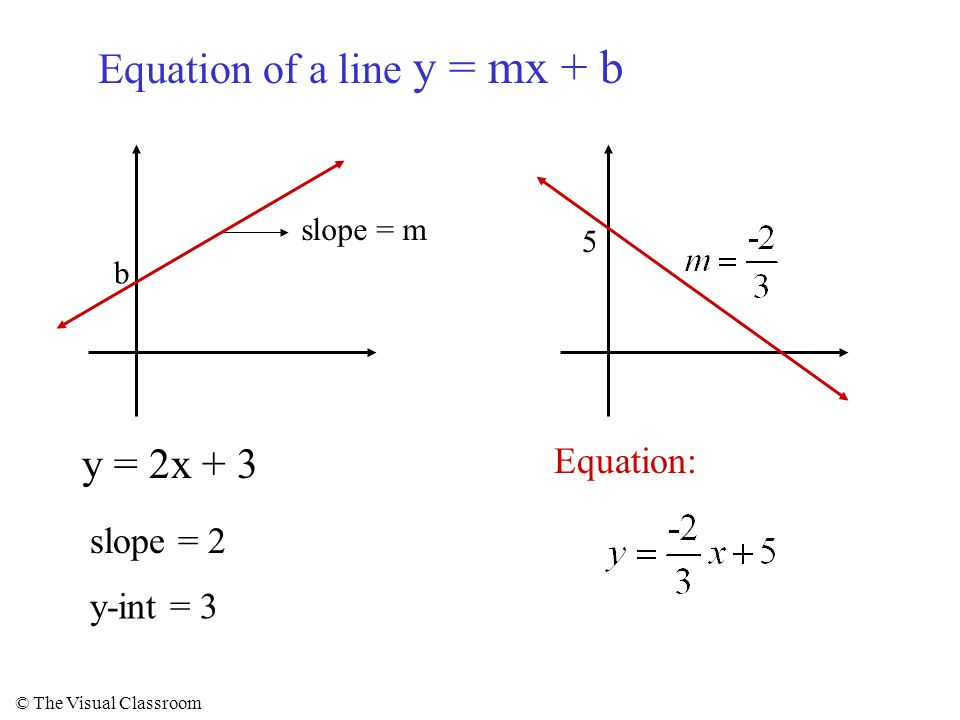 Equation of a line y = mx + b
slope = m
b
y = 2x + 3
slope = 2
y-int = 3
5
m = -2/3
Equation:
y = -2/3 x + 5
© The Visual Classroom